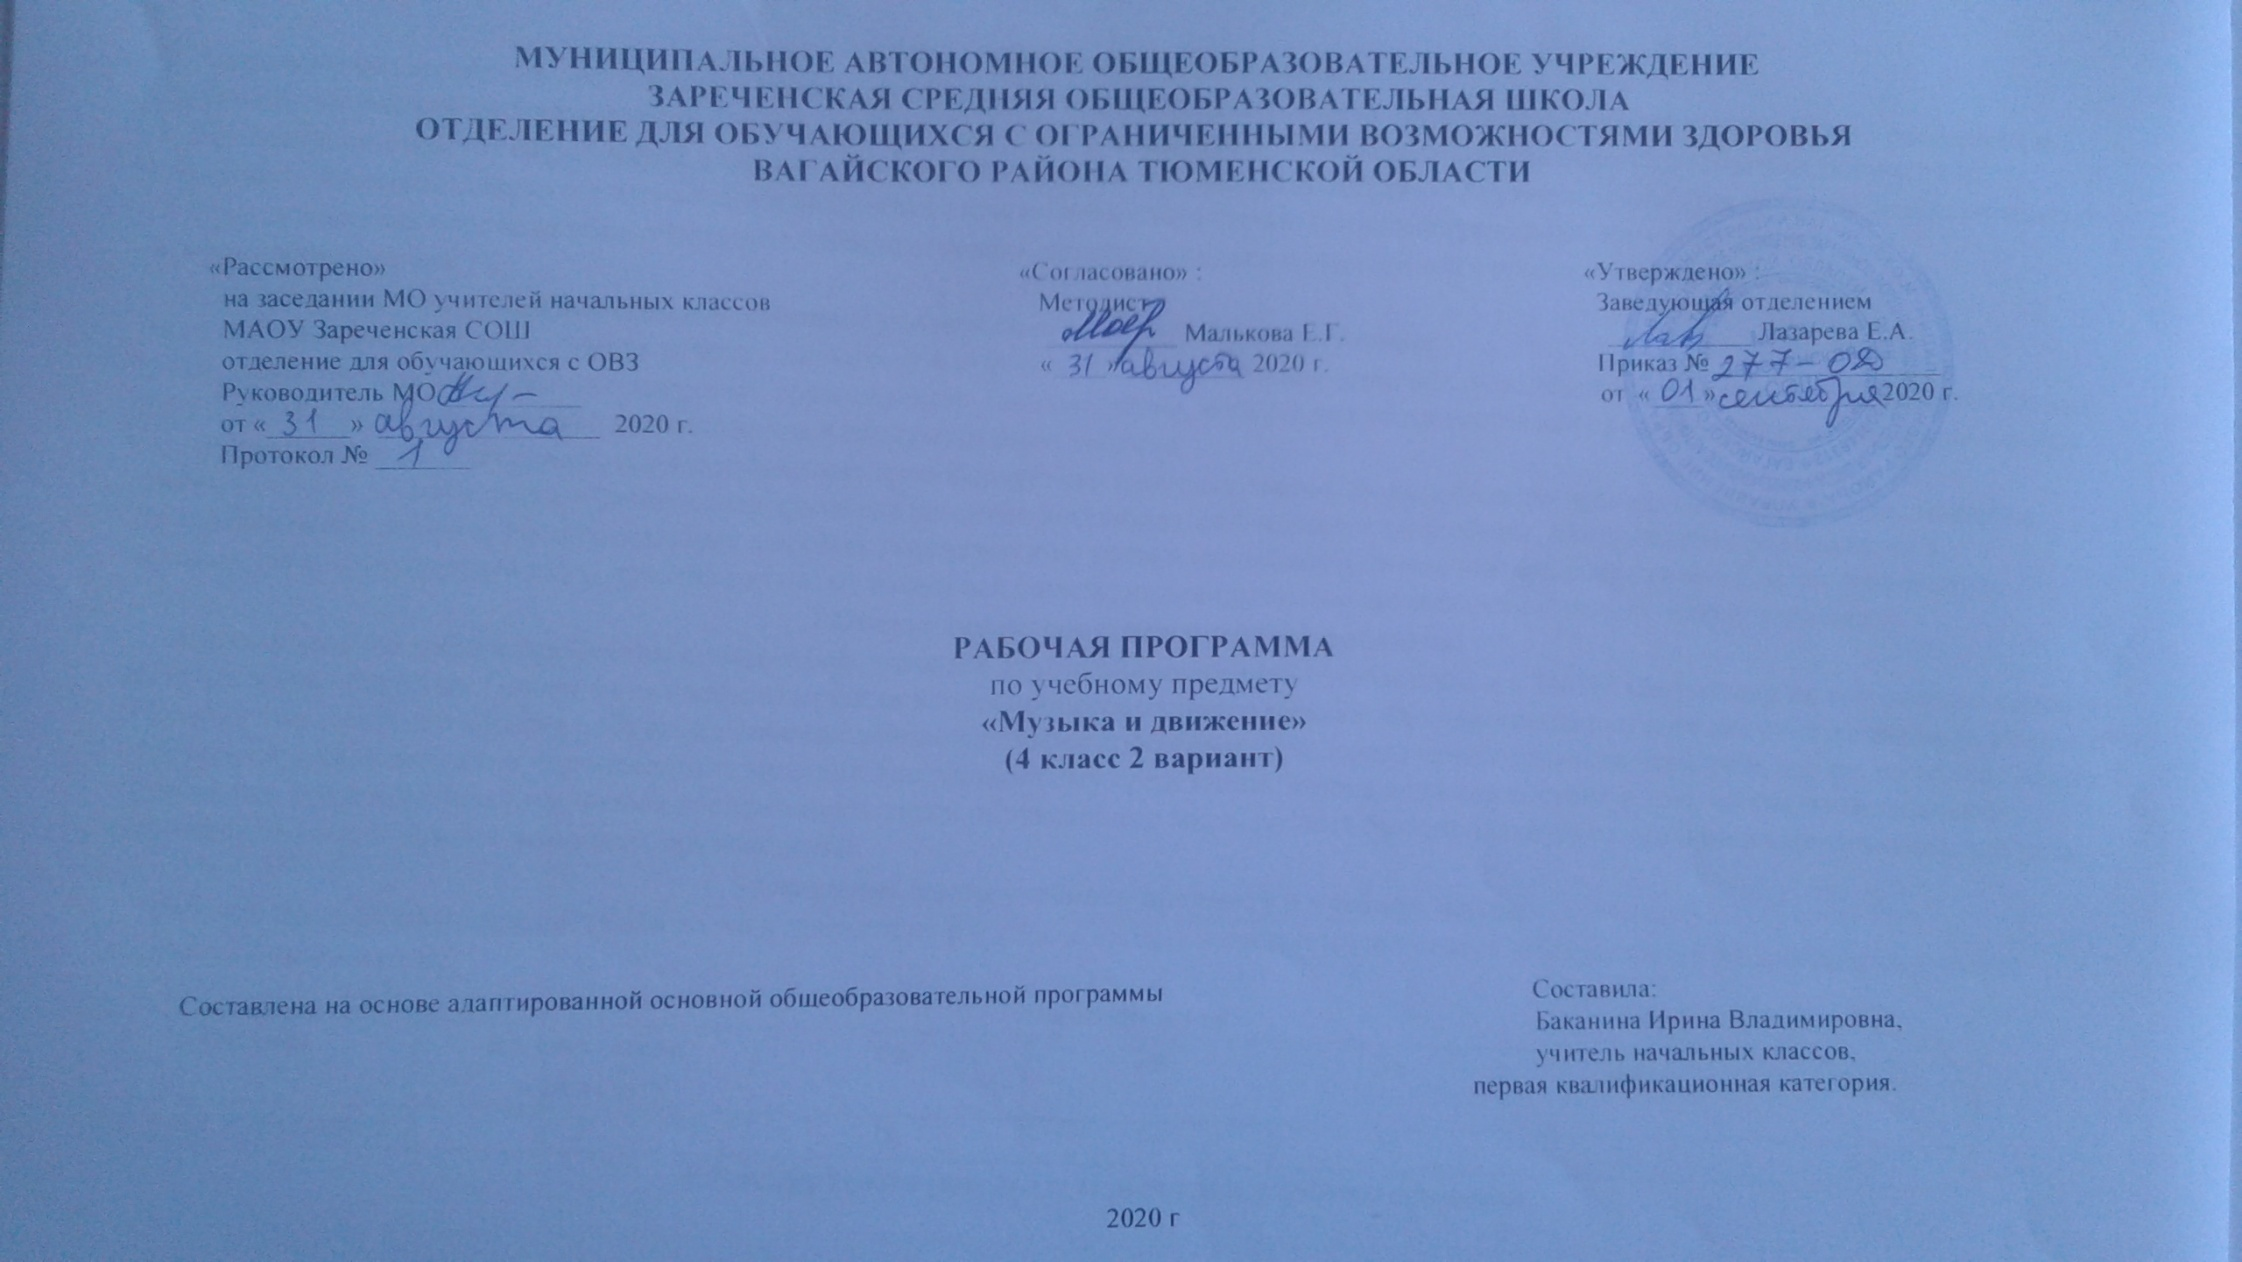 МУНИЦИПАЛЬНОЕ АВТОНОМНОЕ ОБЩЕОБРАЗОВАТЕЛЬНОЕ УЧРЕЖДЕНИЕ
ЗАРЕЧЕНСКАЯ СРЕДНЯЯ ОБЩЕОБРАЗОВАТЕЛЬНАЯ ШКОЛА
ОТДЕЛЕНИЕ ДЛЯ ОБУЧАЮЩИХСЯ С ОГРАНИЧЕННЫМИ ВОЗМОЖНОСТЯМИ ЗДОРОВЬЯ
ВАГАЙСКОГО РАЙОНА ТЮМЕНСКОЙ ОБЛАСТИ
«Рассмотрено»
на заседании МО учителей начальных классов
МАОУ Зареченская СОШ
отделение для обучающихся с ОВЗ
Руководитель МО
от « 31 » августа 2020 г.
Протокол № 1
«Согласовано» :
Методист
Малькова Е.Г.
« 31 » августа 2020 г.
«Утверждено» :
Заведующая отделением
Лазарева Е.А.
Приказ № 277-ОД
от « 01 » сентября 2020 г.
РАБОЧАЯ ПРОГРАММА
по учебному предмету
«Музыка и движение»
(4 класс 2 вариант)
Составлена на основе адаптированной основной общеобразовательной программы
Составила:
Баканина Ирина Владимировна,
учитель начальных классов,
первая квалификационная категория.
2020 г